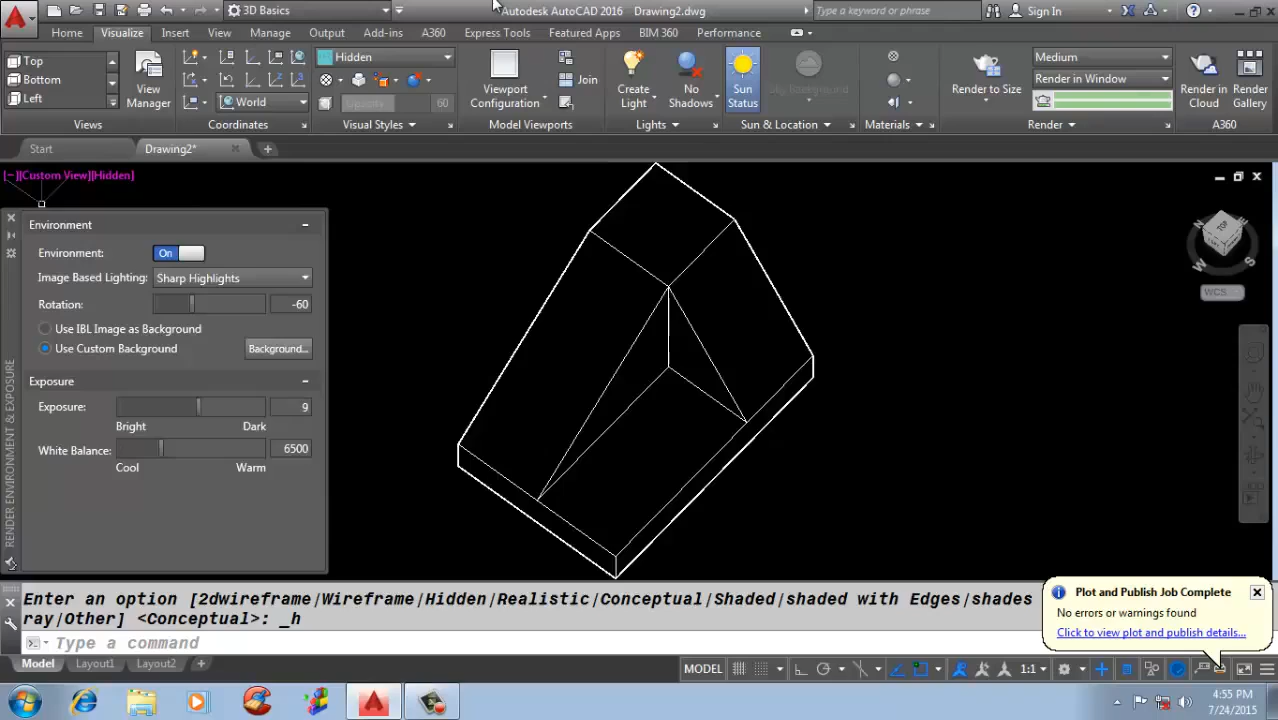 3D Basics
Autodesk AutoCAD 2016 Drawing2.dwg
Type a keyword or phrase
Sign In
Home Visualize Insert View Manage Output Add-ins A360 Express Tools Featured Apps BIM 360 Performance
Top
Bottom
Left
View
Manager
Views
World
Coordinates
Hidden
Opacity 60
Visual Styles
Viewport
Configuration
Join
Model Viewports
Create
Light
No
Shadows
Lights
Sun
Status
Sky Background
Sun & Location
Materials
Render to Size
Medium
Render in Window
Render
Render in
Cloud
Render
Gallery
A360
Start Drawing2*
[−][Custom View][Hidden]
Environment
Environment: On
Image Based Lighting: Sharp Highlights
Rotation: -60
Use IBL Image as Background
Use Custom Background Background...
Exposure
Exposure: 9
Bright Dark
White Balance: 6500
Cool Warm
RENDER ENVIRONMENT & EXPOSURE
N
E
TOP
W
S
WCS
Enter an option [2dwireframe/Wireframe/Hidden/Realistic/Conceptual/Shaded/shaded with Edges/shades
ray/Other] <Conceptual>: _h
Type a command
Plot and Publish Job Complete
No errors or warnings found
Click to view plot and publish details...
Model Layout1 Layout2
MODEL 1:1
4:55 PM
7/24/2015